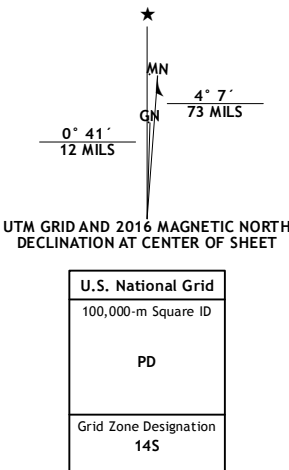 ★
MN
4° 7´
73 MILS
GN
0° 41´
12 MILS
UTM GRID AND 2016 MAGNETIC NORTH
DECLINATION AT CENTER OF SHEET
U.S. National Grid
100,000-m Square ID
PD
Grid Zone Designation
14S